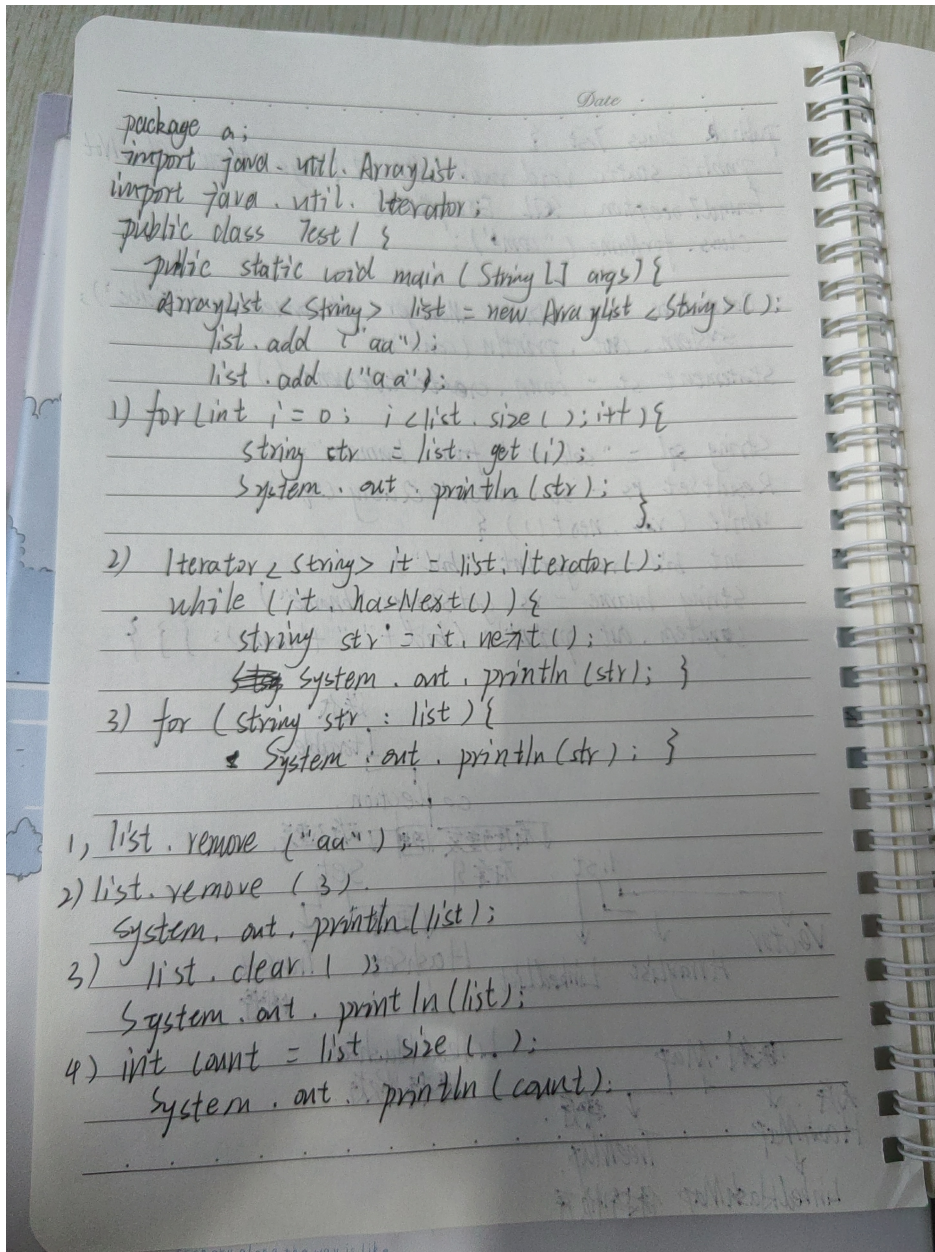 Date
package a;
import java.util.ArrayList.
import java.util.Iterator;
public class Test1 {
public static void main (String[] args) {
ArrayList <String> list = new ArrayList <String> ();
list.add ("aa");
list.add ("aa");
1) for (int i = 0; i < list.size ( ); i++) {
string str = list.get (i);
System.out.println (str);
}.
2) Iterator < string> it = list.Iterator ( );
while (it.hasNext ( )) {
string str = it.next ( );
System.out.println (str); }
3) for (string str : list) {
System.out.println (str); }
1, list.remove ("aa");
2) list.remove (3).
System.out.println (list);
3) list.clear ( );
System.out.println (list);
4) int count = list.size ( );
System.out.println (count);